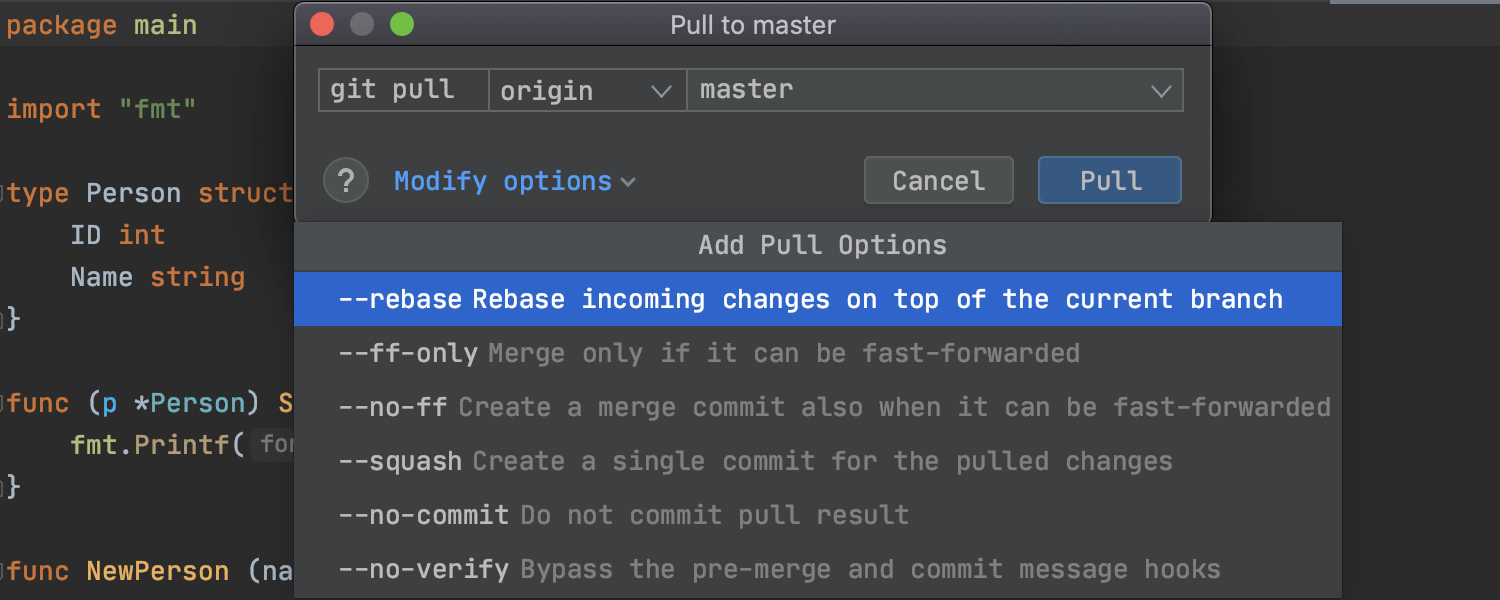 package main
import "fmt"
type Person struct
ID int
Name string
}
func (p *Person) S
fmt.Printf( for
}
func NewPerson (na
Pull to master
git pull origin master
? Modify options Cancel Pull
Add Pull Options
--rebase Rebase incoming changes on top of the current branch
--ff-only Merge only if it can be fast-forwarded
--no-ff Create a merge commit also when it can be fast-forwarded
--squash Create a single commit for the pulled changes
--no-commit Do not commit pull result
--no-verify Bypass the pre-merge and commit message hooks